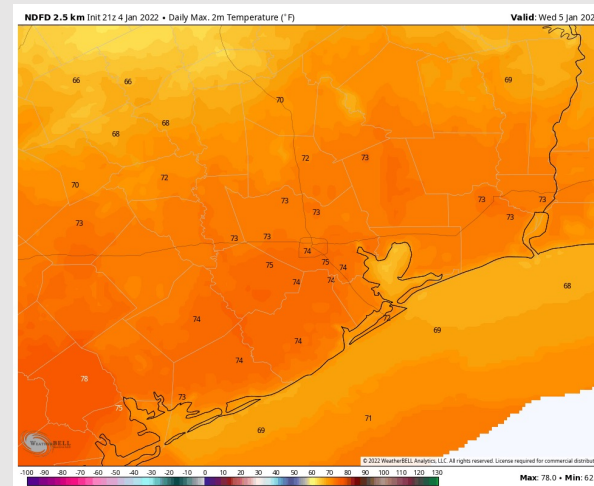 NDFD 2.5 km Init 21z 4 Jan 2022 • Daily Max. 2m Temperature (°F)
Valid: Wed 5 Jan 202
66 66 69
70
68 68
72 73
70 72
73 73 73
73 73 73
73 73
74
75 75 74
74 74
68
74 72
69
74
74
78
73
75
71
69
WeatherBELL
© 2022 WeatherBELL Analytics, LLC. All rights reserved. License required for commercial distribut
-100 -90 -80 -70 -60 -50 -40 -30 -20 -10 0 10 20 30 40 50 60 70 80 90 100 110 120 130
Max: 78.0 • Min: 62